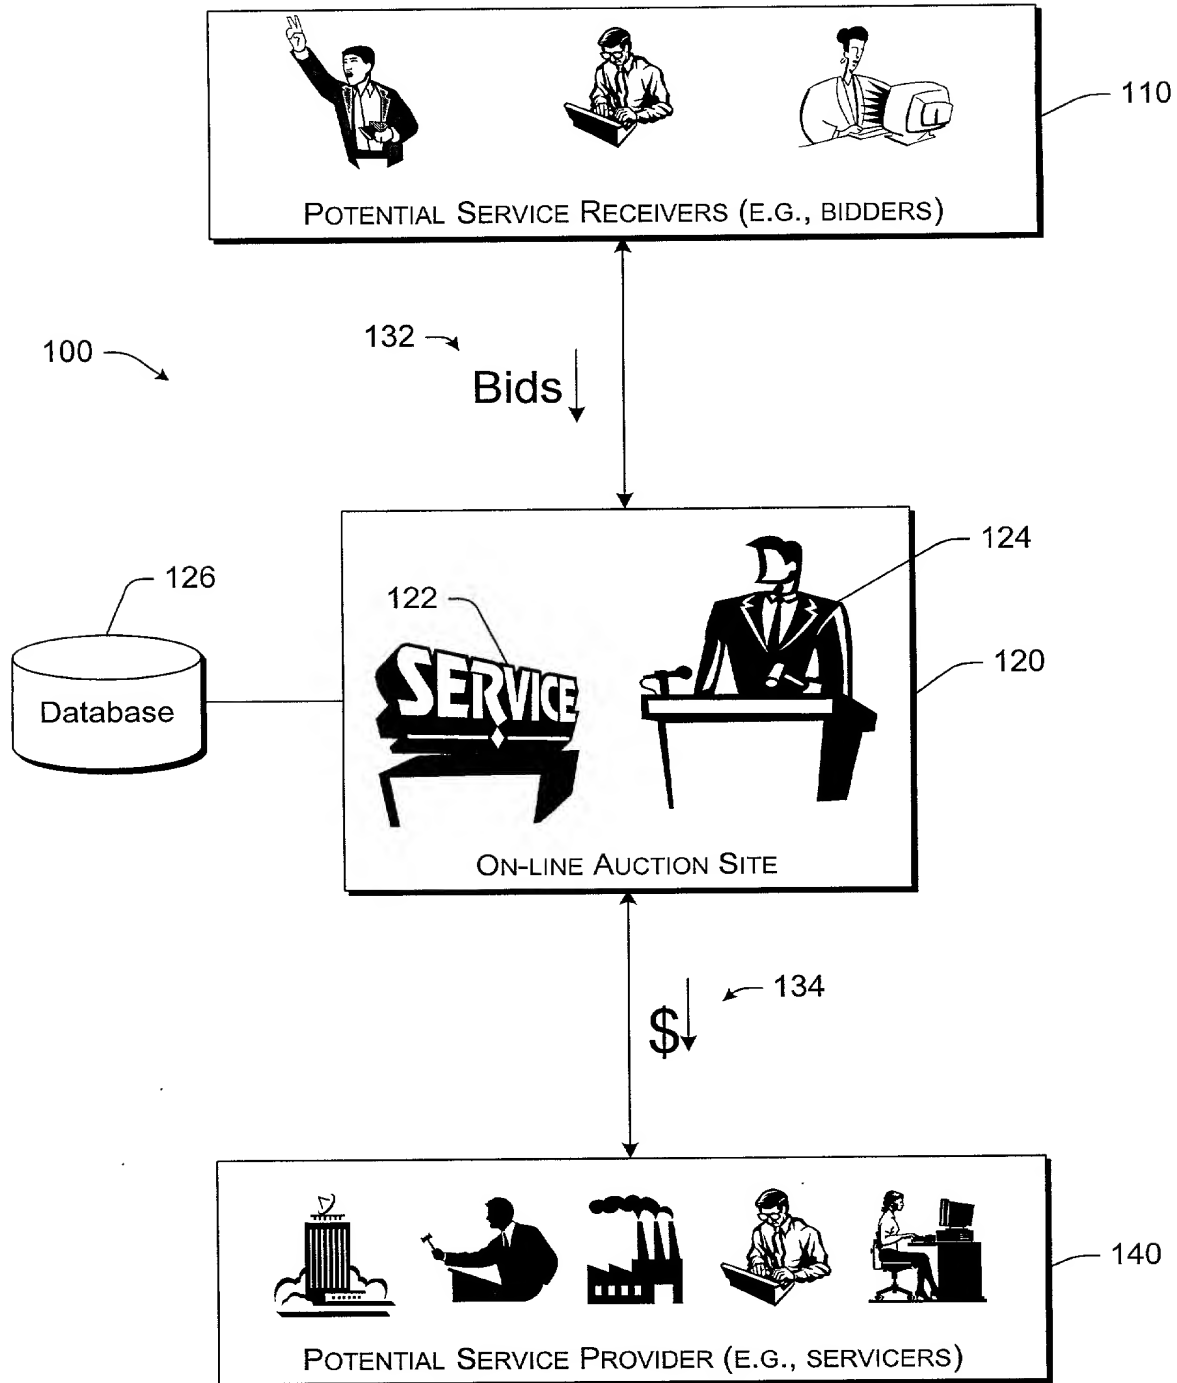 110
POTENTIAL SERVICE RECEIVERS (E.G., BIDDERS)
132
100
Bids
124
126
122
120
SERVICE
Database
ON-LINE AUCTION SITE
134
$
140
POTENTIAL SERVICE PROVIDER (E.G., SERVICERS)